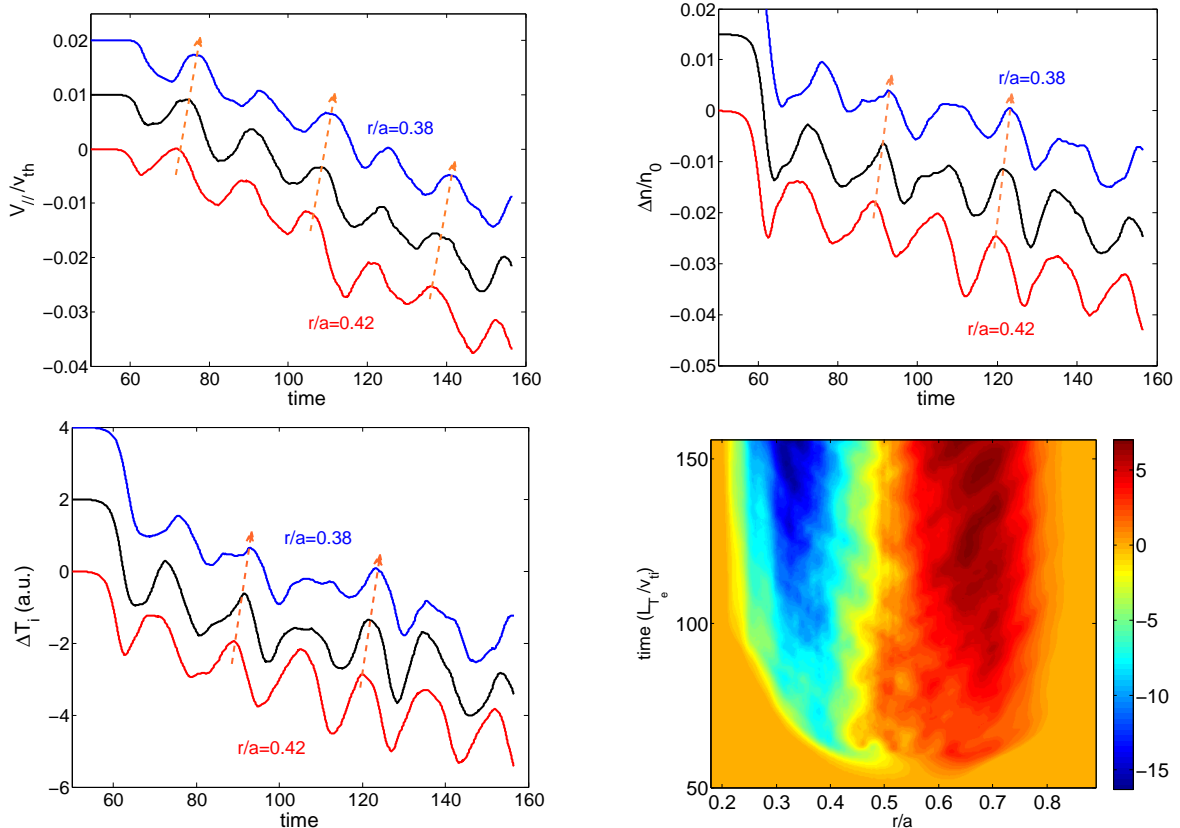 0.02
0.01
0
−0.01
−0.02
−0.03
−0.04
V///vth
r/a=0.38
r/a=0.42
60 80 100 120 140 160
time
0.02
0.01
0
−0.01
−0.02
−0.03
−0.04
−0.05
Δn/n0
r/a=0.38
r/a=0.42
40 60 80 100 120 140 160
time
4
2
0
−2
−4
−6
ΔTi (a.u.)
r/a=0.38
r/a=0.42
60 80 100 120 140 160
time
150
100
50
time (LTe/vti)
0.2 0.3 0.4 0.5 0.6 0.7 0.8
r/a
5
0
−5
−10
−15